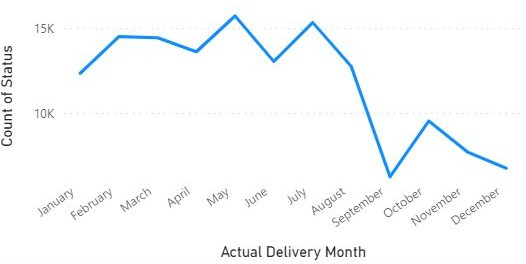 Count of Status
15K
10K
January
February
March
April
May
June
July
August
September
October
November
December
Actual Delivery Month